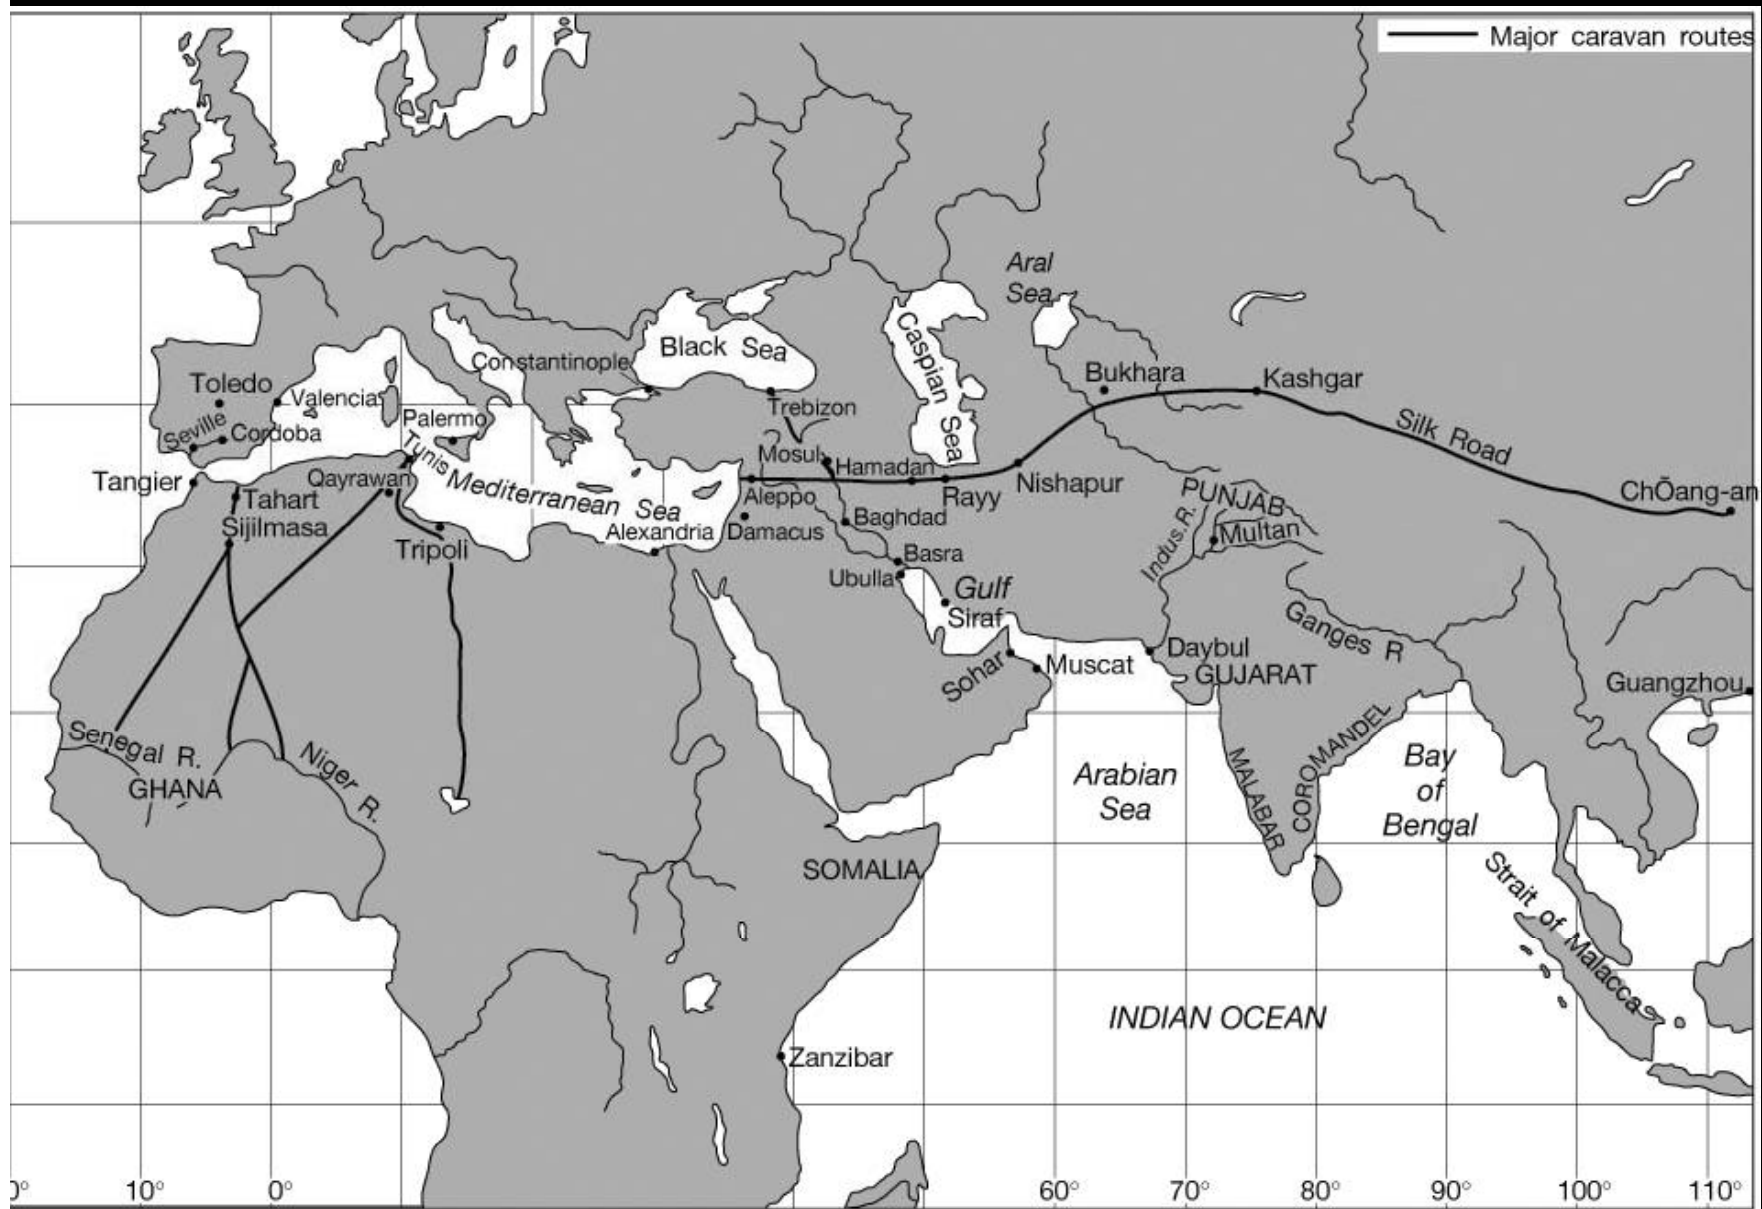 Major caravan routes
Aral
Sea
Caspian Sea
Black Sea
Constantinople
Bukhara
Kashgar
Toledo
Valencia
Trebizon
Silk Road
Palermo
Seville
Cordoba
Tunis
Mosul
Hamadan
Tangier
Qayrawan
Mediterranean Sea
Aleppo
Rayy
Nishapur
PUNJAB
ChŌang-an
Tahart
Sijilmasa
Alexandria
Damacus
Baghdad
Indus.R.
Multan
Tripoli
Basra
Ubulla
Gulf
Siraf
Ganges R
Daybul
Sohar
Muscat
GUJARAT
Guangzhou
Senegal R.
GHANA
Niger R.
Arabian
Sea
MALABAR
COROMANDEL
Bay
of
Bengal
SOMALIA
Strait of Malacca
INDIAN OCEAN
Zanzibar
0° 10° 0° 60° 70° 80° 90° 100° 110°